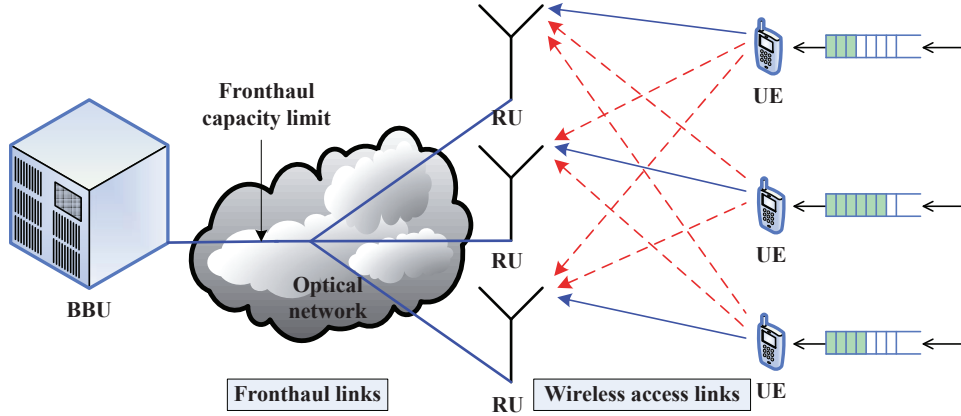 Fronthaul
capacity limit
BBU
Optical
network
RU
RU
RU
UE
UE
UE
Fronthaul links
Wireless access links